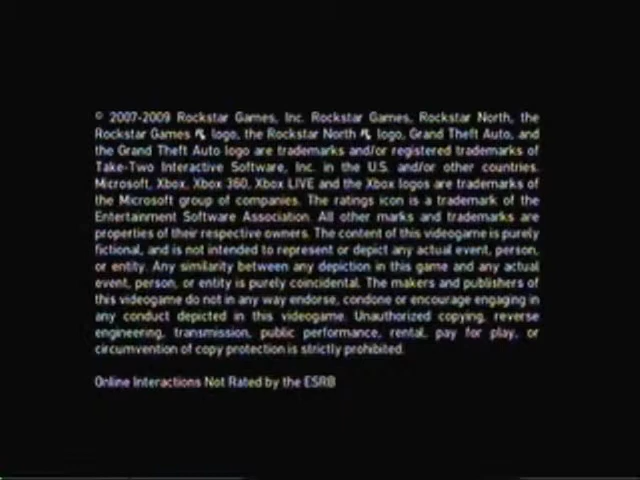 © 2007-2009 Rockstar Games, Inc. Rockstar Games, Rockstar North, the
Rockstar Games R* logo, the Rockstar North R* logo, Grand Theft Auto, and
the Grand Theft Auto logo are trademarks and/or registered trademarks of
Take-Two Interactive Software, Inc. in the U.S. and/or other countries.
Microsoft, Xbox, Xbox 360, Xbox LIVE and the Xbox logos are trademarks of
the Microsoft group of companies. The ratings icon is a trademark of the
Entertainment Software Association. All other marks and trademarks are
properties of their respective owners. The content of this videogame is purely
fictional, and is not intended to represent or depict any actual event, person,
or entity. Any similarity between any depiction in this game and any actual
event, person, or entity is purely coincidental. The makers and publishers of
this videogame do not in any way endorse, condone or encourage engaging in
any conduct depicted in this videogame. Unauthorized copying, reverse
engineering, transmission, public performance, rental, pay for play, or
circumvention of copy protection is strictly prohibited.
Online Interactions Not Rated by the ESRB